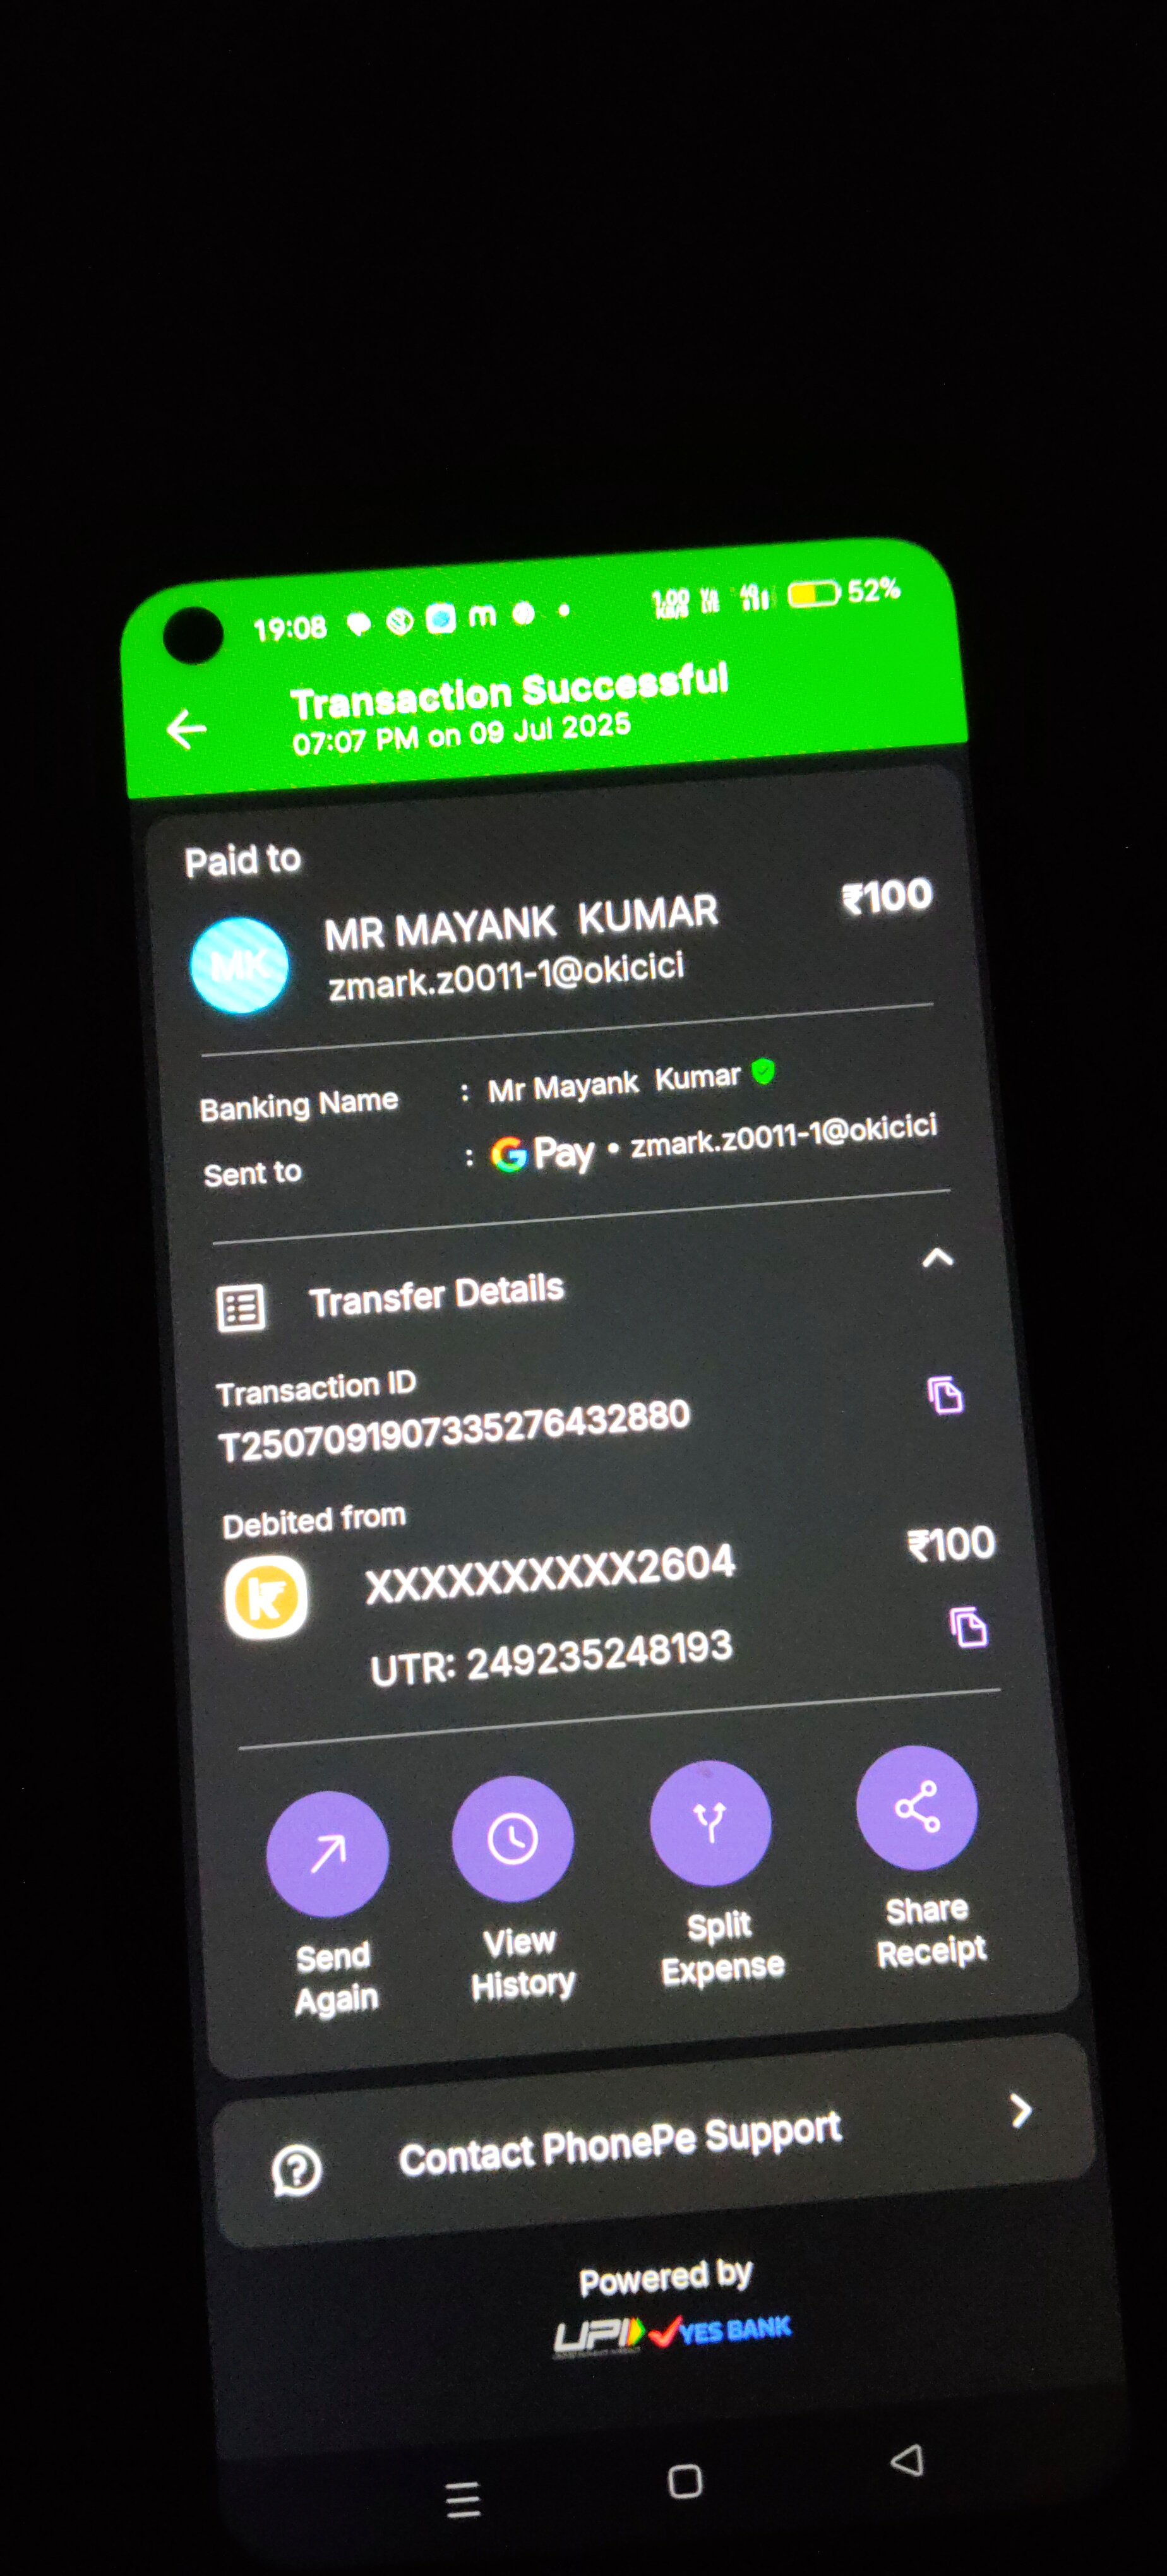 19:08 m 52%
Transaction Successful
07:07 PM on 09 Jul 2025
Paid to
MK MR MAYANK KUMAR ₹100
zmark.z0011-1@okicici
Banking Name : Mr Mayank Kumar
Sent to : G Pay • zmark.z0011-1@okicici
Transfer Details
Transaction ID
T2507091907335276432880
Debited from
XXXXXXXXXX2604 ₹100
UTR: 249235248193
Send Again
View History
Split Expense
Share Receipt
Contact PhonePe Support
Powered by
UPI YES BANK